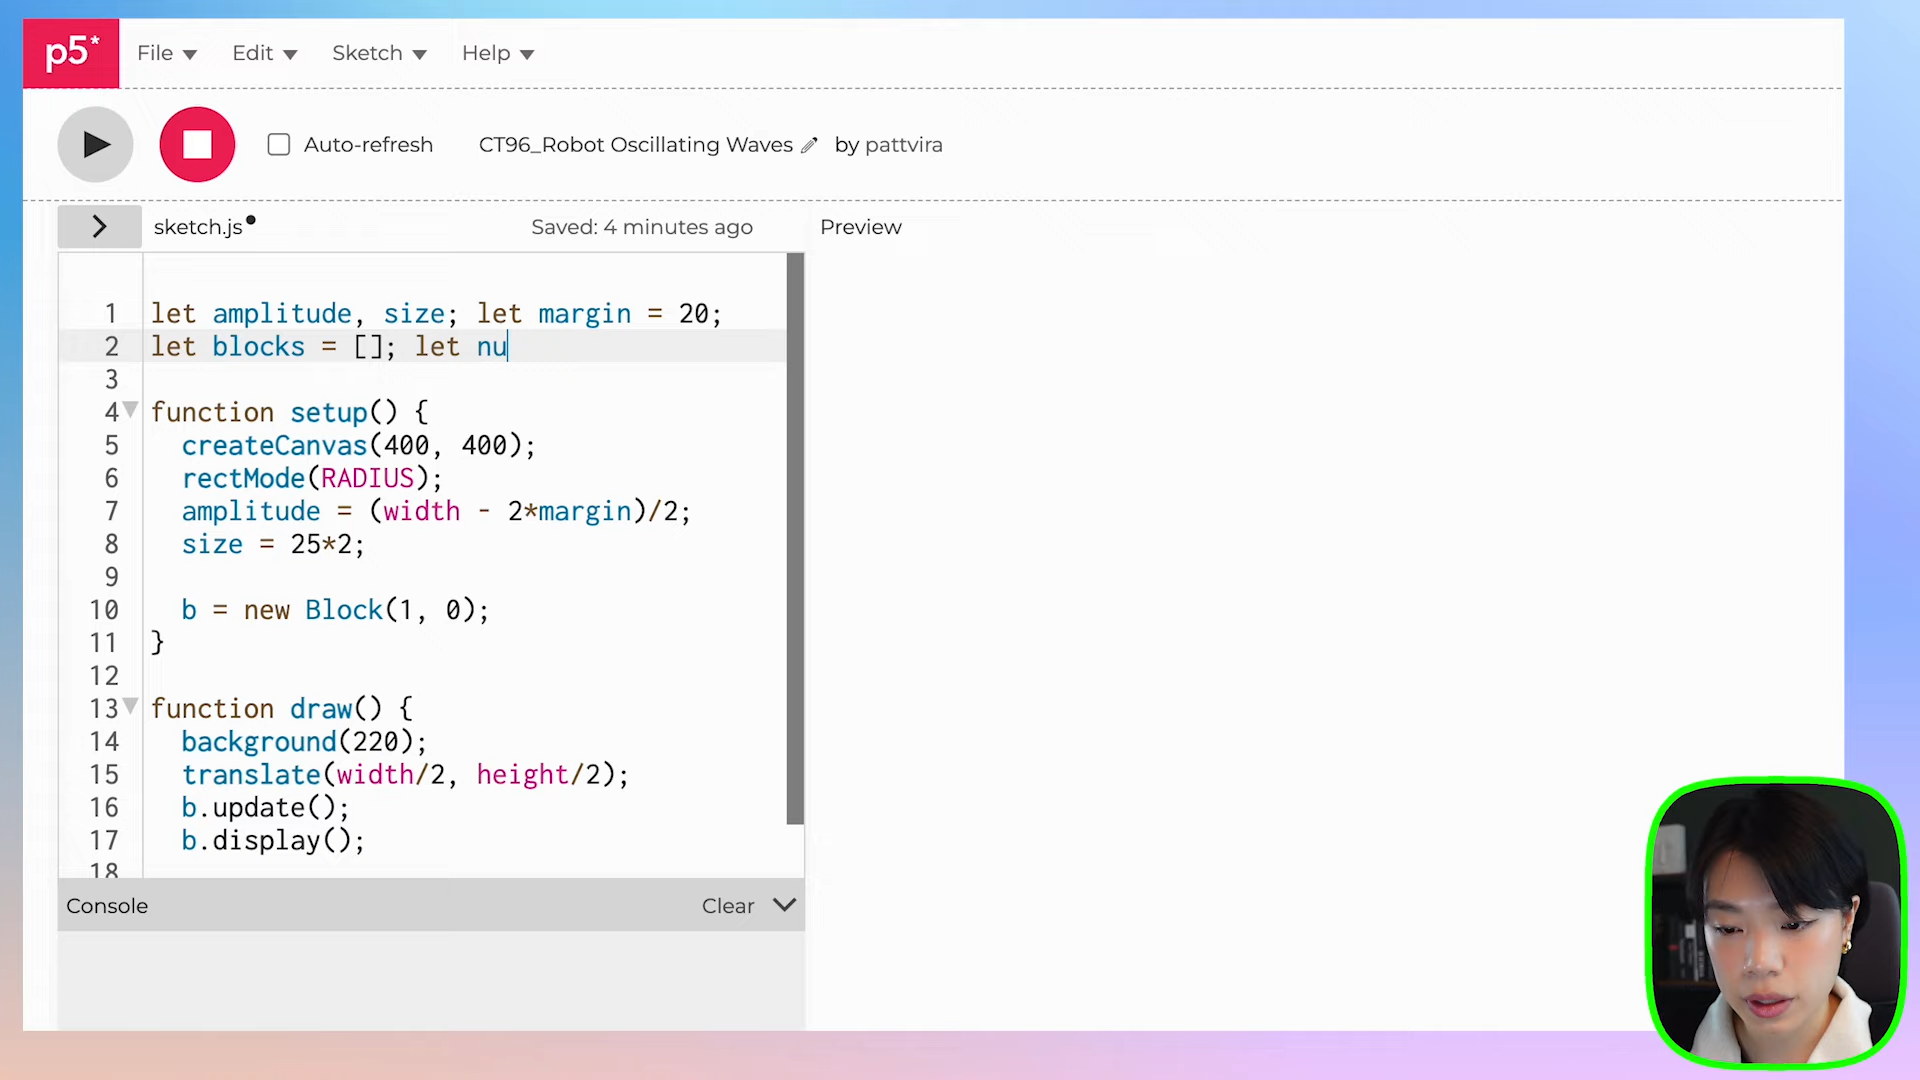 p5*
File Edit Sketch Help
Auto-refresh CT96_Robot Oscillating Waves by pattvira
sketch.js Saved: 4 minutes ago Preview
1 let amplitude, size; let margin = 20;
2 let blocks = []; let nu
3
4 function setup() {
5 createCanvas(400, 400);
6 rectMode(RADIUS);
7 amplitude = (width - 2*margin)/2;
8 size = 25*2;
9
10 b = new Block(1, 0);
11 }
12
13 function draw() {
14 background(220);
15 translate(width/2, height/2);
16 b.update();
17 b.display();
18
Console Clear